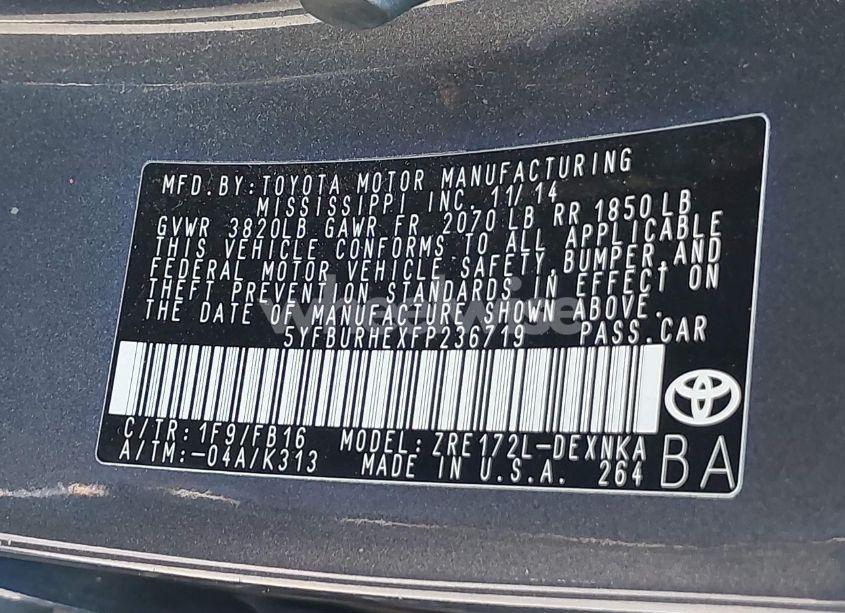 MFD.BY: TOYOTA MOTOR MANUFACTURING
MISSISSIPPI INC. 11/14
GVWR 3820LB GAWR FR 2070 LB RR 1850LB
THIS VEHICLE CONFORMS TO ALL APPLICABLE
FEDERAL MOTOR VEHICLE SAFETY, BUMPER, AND
THEFT PREVENTION STANDARDS IN EFFECT ON
THE DATE OF MANUFACTURE SHOWN ABOVE.
5YFBURHEXFP236719 PASS.CAR
C/TR: 1F9/FB16 MODEL: ZRE172L-DEXNKA
A/TM:-04A/K313 MADE IN U.S.A. 264
BA
wheelwise